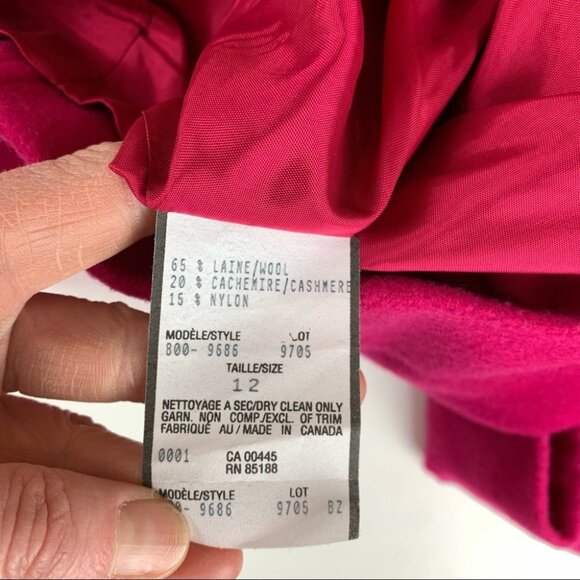 65 % LAINE/WOOL
20 % CACHEMIRE/CASHMERE
15 % NYLON
MODÈLE/STYLE LOT
800- 9686 9705
TAILLE/SIZE
12
NETTOYAGE A SEC/DRY CLEAN ONLY
GARN. NON COMP./EXCL. OF TRIM
FABRIQUÉ AU/MADE IN CANADA
0001 CA 00445
RN 85188
MODÈLE/STYLE LOT
0- 9686 9705 BZ